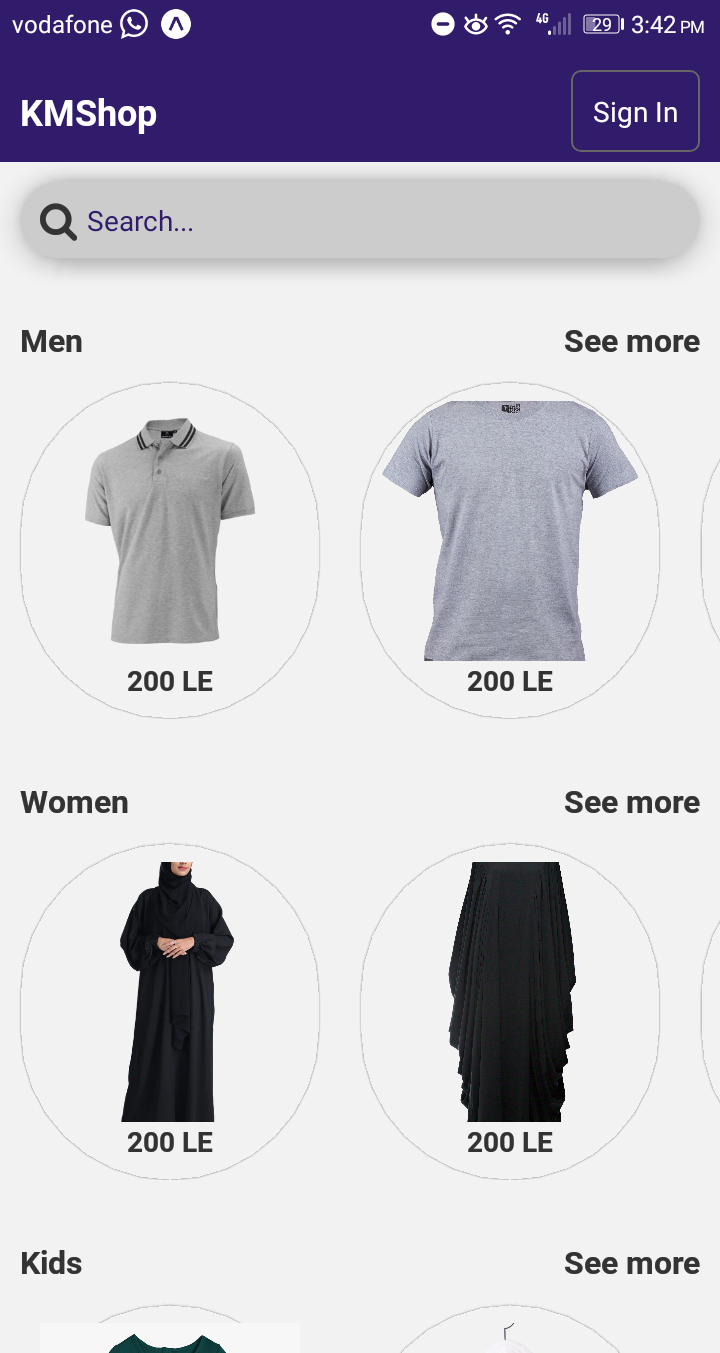 vodafone 4G 29 3:42 PM
KMShop Sign In
Search...
Men See more
200 LE 200 LE
Women See more
200 LE 200 LE
Kids See more